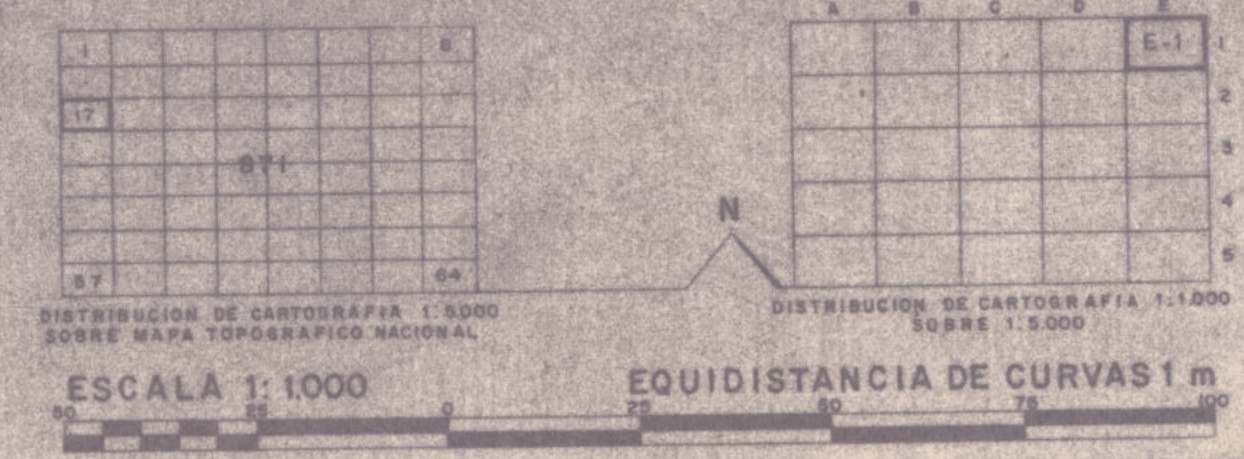 1 8
17
871
57 64
DISTRIBUCION DE CARTOGRAFIA 1:5.000
SOBRE MAPA TOPOGRAFICO NACIONAL
N
A B C D E
E-1 1
2
3
4
5
DISTRIBUCION DE CARTOGRAFIA 1:1.000
SOBRE 1:5.000
ESCALA 1:1.000
EQUIDISTANCIA DE CURVAS 1 m
50 25 0 25 50 75 100